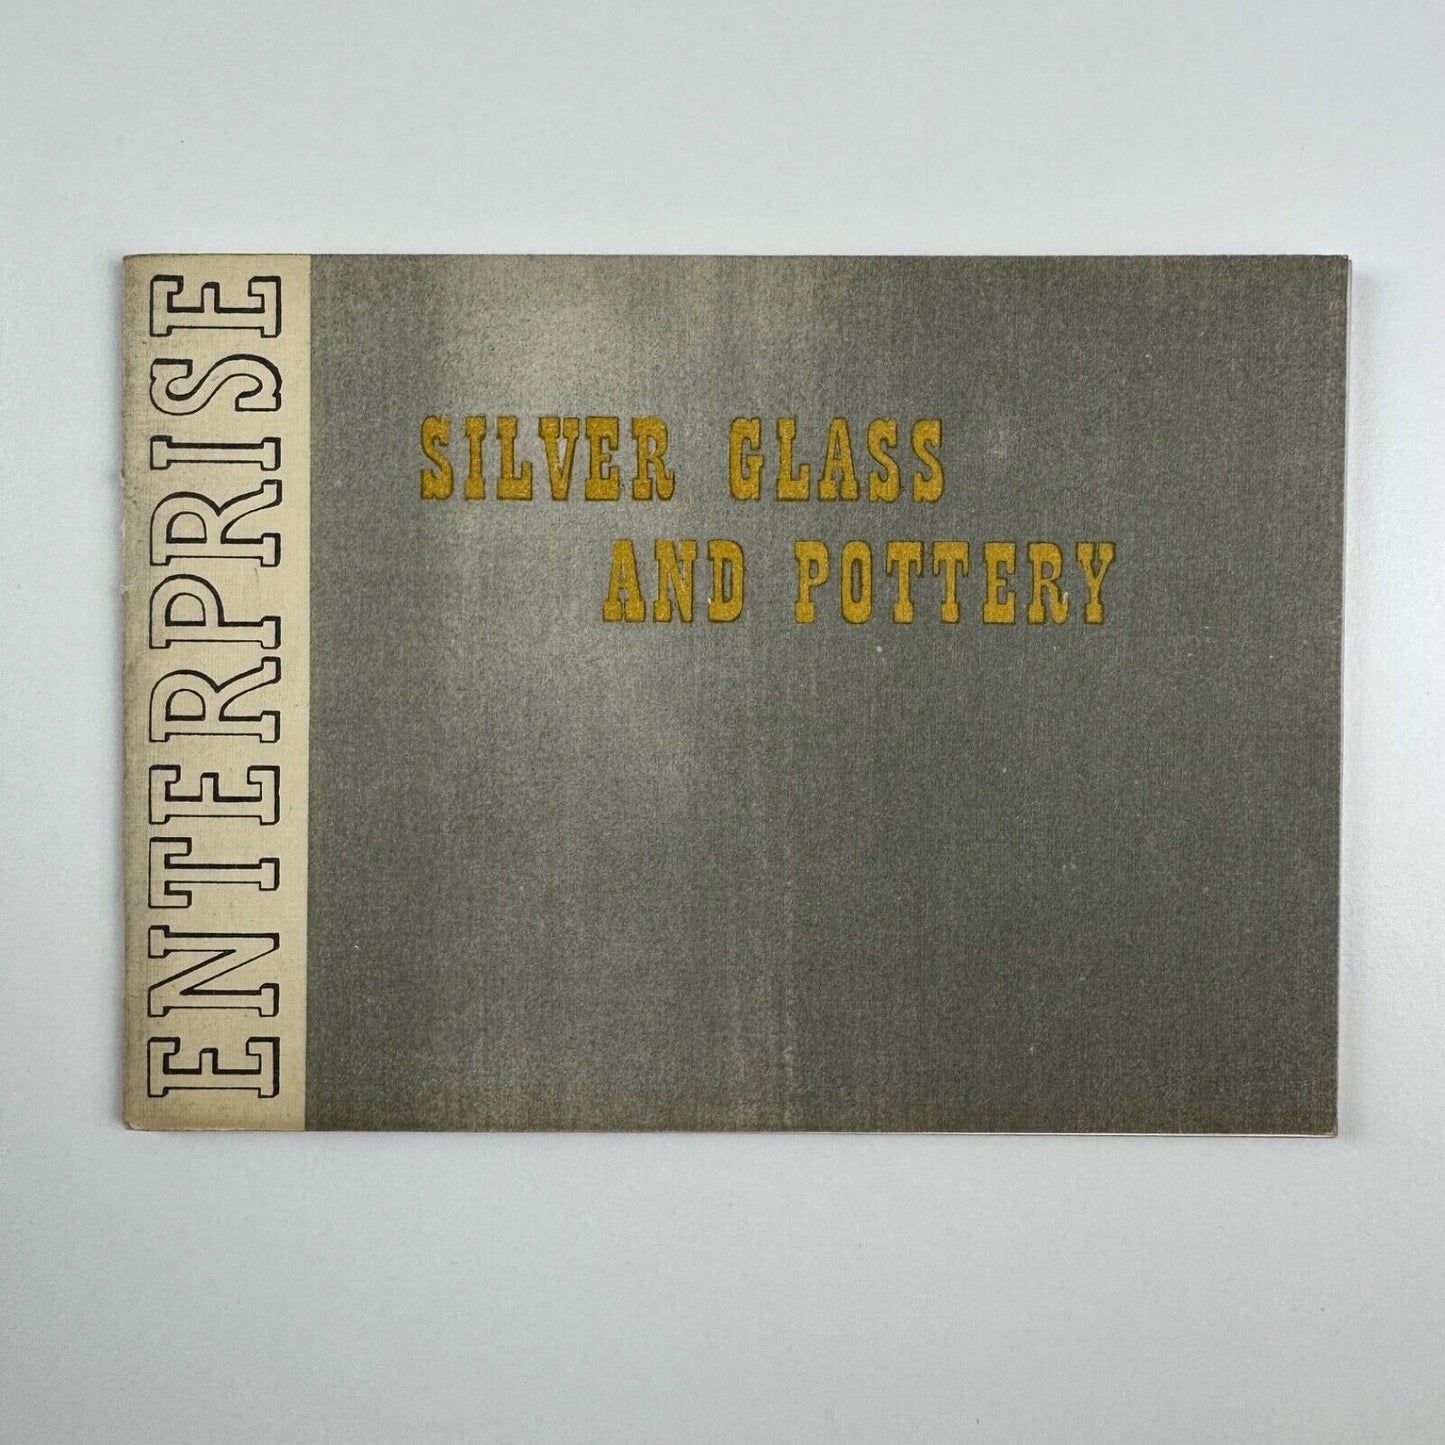 ENTERPRISE
SILVER GLASS
AND POTTERY